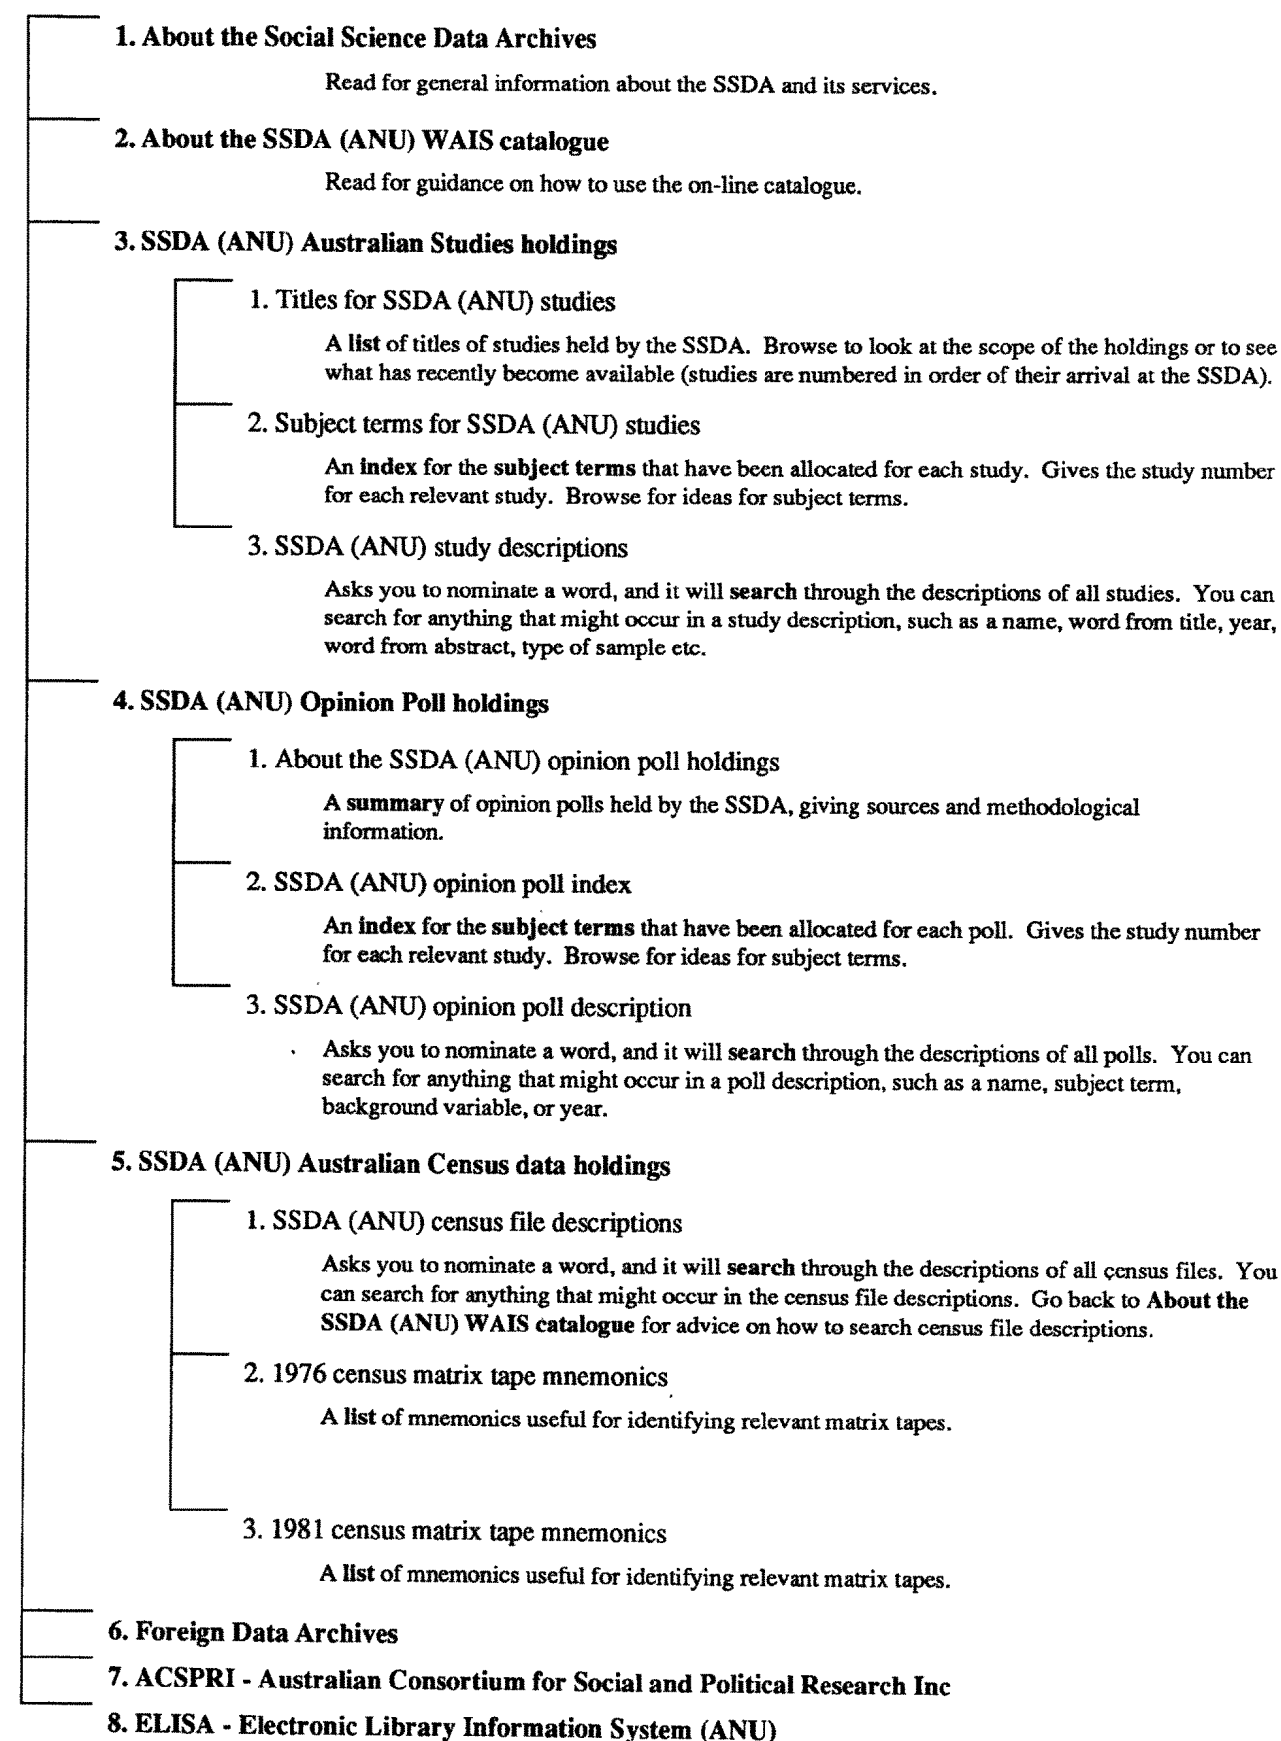 1. About the Social Science Data Archives
Read for general information about the SSDA and its services.
2. About the SSDA (ANU) WAIS catalogue
Read for guidance on how to use the on-line catalogue.
3. SSDA (ANU) Australian Studies holdings
1. Titles for SSDA (ANU) studies
A list of titles of studies held by the SSDA. Browse to look at the scope of the holdings or to see
what has recently become available (studies are numbered in order of their arrival at the SSDA).
2. Subject terms for SSDA (ANU) studies
An index for the subject terms that have been allocated for each study. Gives the study number
for each relevant study. Browse for ideas for subject terms.
3. SSDA (ANU) study descriptions
Asks you to nominate a word, and it will search through the descriptions of all studies. You can
search for anything that might occur in a study description, such as a name, word from title, year,
word from abstract, type of sample etc.
4. SSDA (ANU) Opinion Poll holdings
1. About the SSDA (ANU) opinion poll holdings
A summary of opinion polls held by the SSDA, giving sources and methodological
information.
2. SSDA (ANU) opinion poll index
An index for the subject terms that have been allocated for each poll. Gives the study number
for each relevant study. Browse for ideas for subject terms.
3. SSDA (ANU) opinion poll description
Asks you to nominate a word, and it will search through the descriptions of all polls. You can
search for anything that might occur in a poll description, such as a name, subject term,
background variable, or year.
5. SSDA (ANU) Australian Census data holdings
1. SSDA (ANU) census file descriptions
Asks you to nominate a word, and it will search through the descriptions of all census files. You
can search for anything that might occur in the census file descriptions. Go back to About the
SSDA (ANU) WAIS catalogue for advice on how to search census file descriptions.
2. 1976 census matrix tape mnemonics
A list of mnemonics useful for identifying relevant matrix tapes.
3. 1981 census matrix tape mnemonics
A list of mnemonics useful for identifying relevant matrix tapes.
6. Foreign Data Archives
7. ACSPRI - Australian Consortium for Social and Political Research Inc
8. ELISA - Electronic Library Information System (ANU)